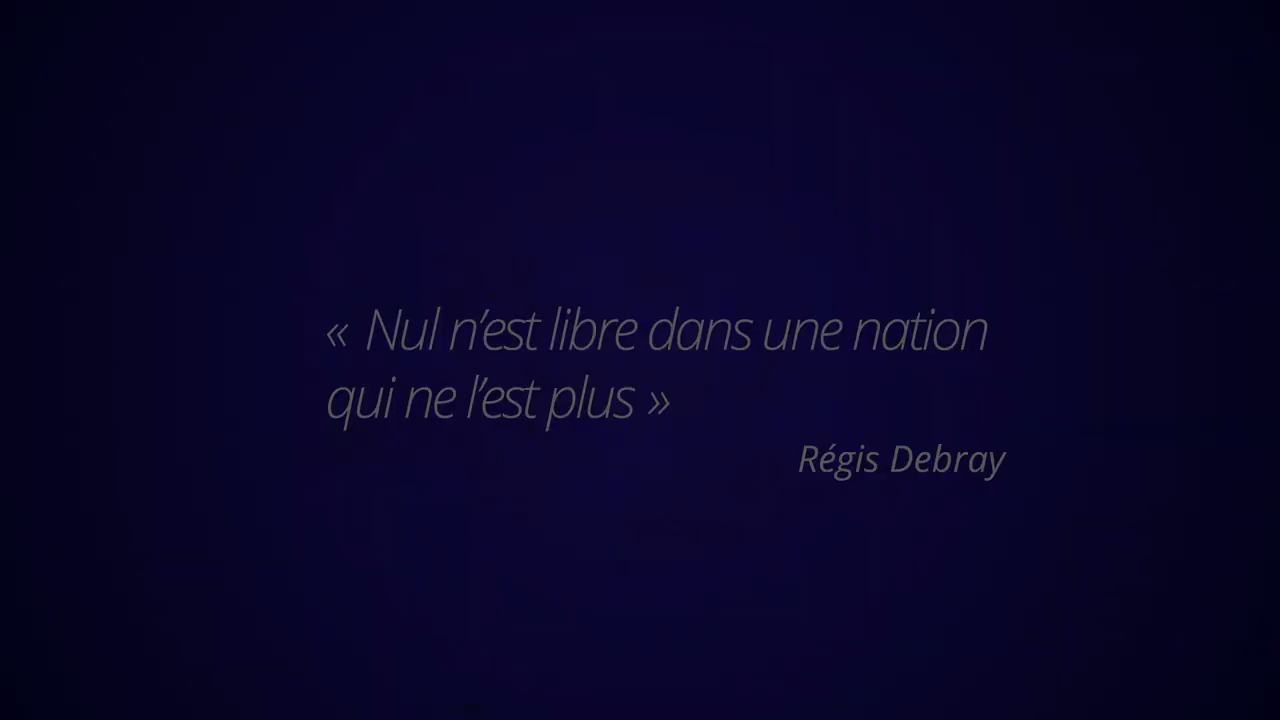 « Nul n’est libre dans une nation
qui ne l’est plus »
Régis Debray